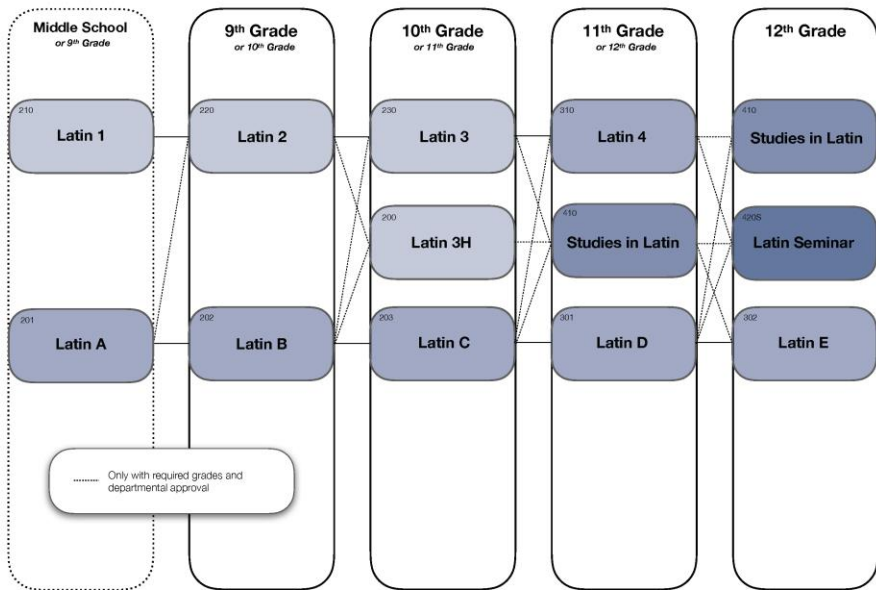 Middle School
or 9th Grade
9th Grade
or 10th Grade
10th Grade
or 11th Grade
11th Grade
or 12th Grade
12th Grade
210
Latin 1
220
Latin 2
230
Latin 3
310
Latin 4
410
Studies in Latin
200
Latin 3H
410
Studies in Latin
420S
Latin Seminar
201
Latin A
202
Latin B
203
Latin C
301
Latin D
302
Latin E
Only with required grades and
departmental approval